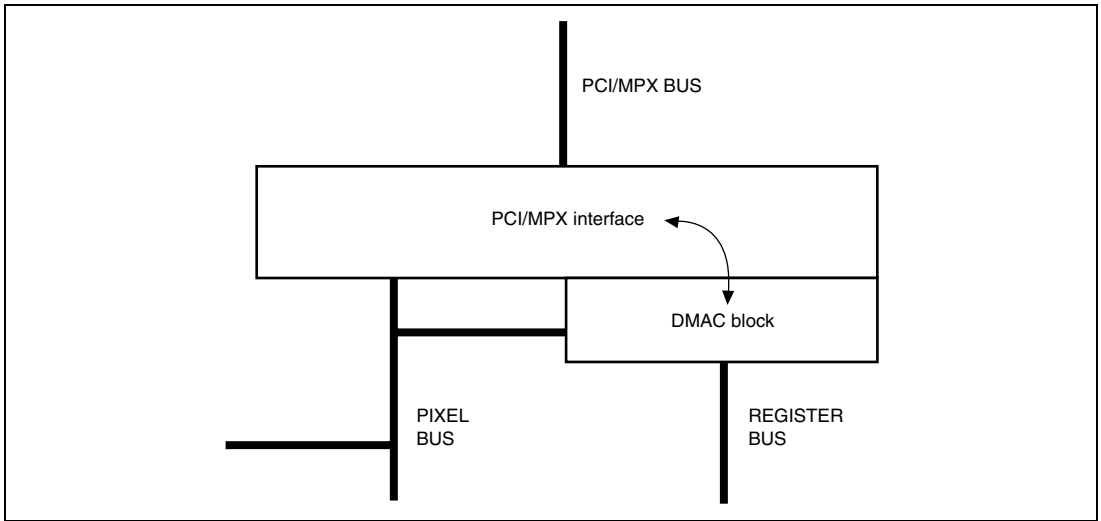 PCI/MPX BUS
PCI/MPX interface
DMAC block
PIXEL
BUS
REGISTER
BUS